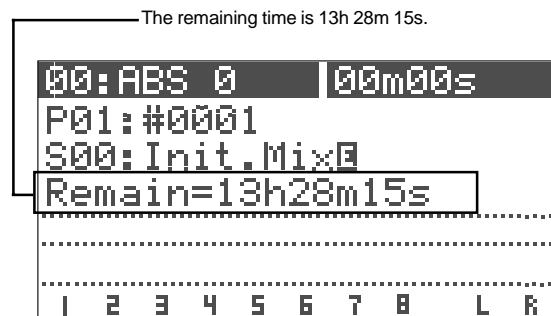 The remaining time is 13h 28m 15s.
00:ABS 0 00m00s
P01:#0001
S00:Init.MixE
Remain=13h28m15s
1 2 3 4 5 6 7 8 L R